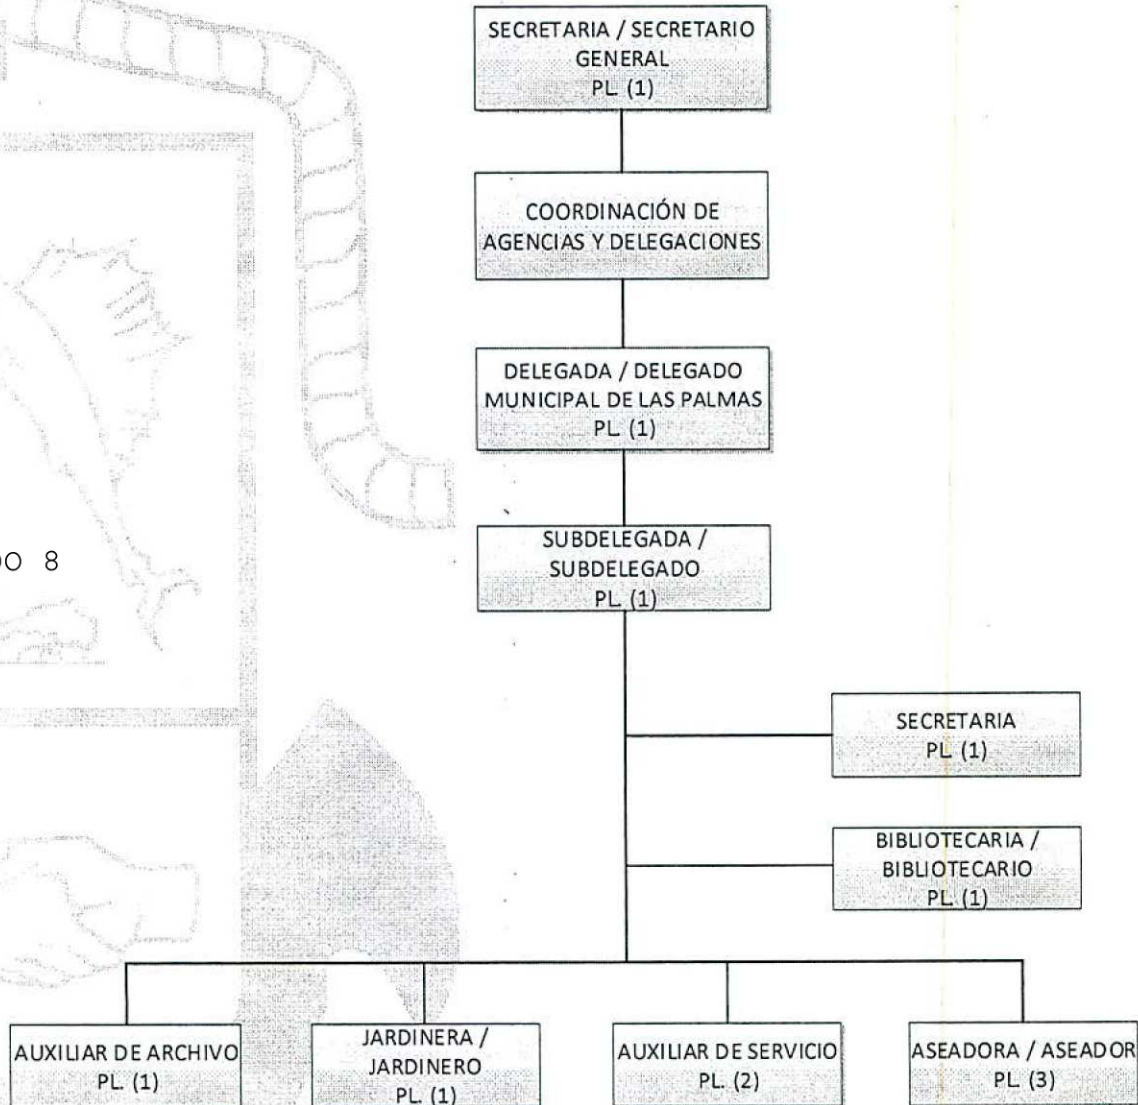 SECRETARIA / SECRETARIO
GENERAL
PL. (1)
COORDINACIÓN DE
AGENCIAS Y DELEGACIONES
DELEGADA / DELEGADO
MUNICIPAL DE LAS PALMAS
PL. (1)
SUBDELEGADA /
SUBDELEGADO
PL. (1)
8
SECRETARIA
PL. (1)
BIBLIOTECARIA /
BIBLIOTECARIO
PL. (1)
AUXILIAR DE ARCHIVO
PL. (1)
JARDINERA /
JARDINERO
PL. (1)
AUXILIAR DE SERVICIO
PL. (2)
ASEADORA / ASEADOR
PL. (3)